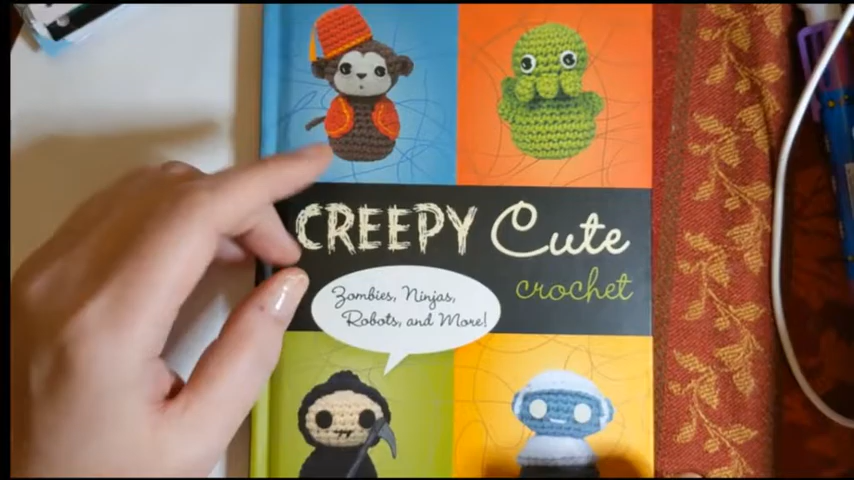 CREEPY Cute
crochet
Zombies, Ninjas,
Robots, and More!